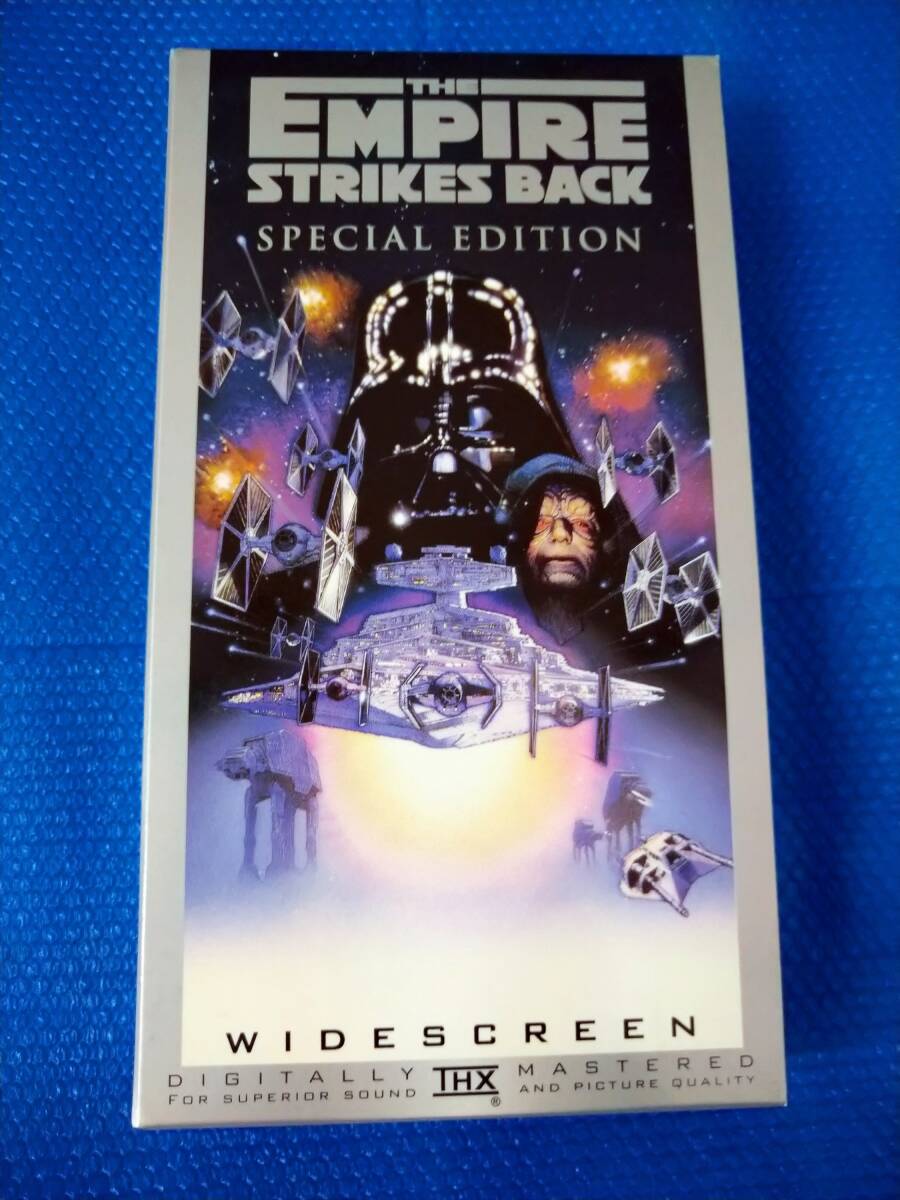 THE
EMPIRE
STRIKES BACK
SPECIAL EDITION
WIDESCREEN
DIGITALLY THX MASTERED
FOR SUPERIOR SOUND ® AND PICTURE QUALITY